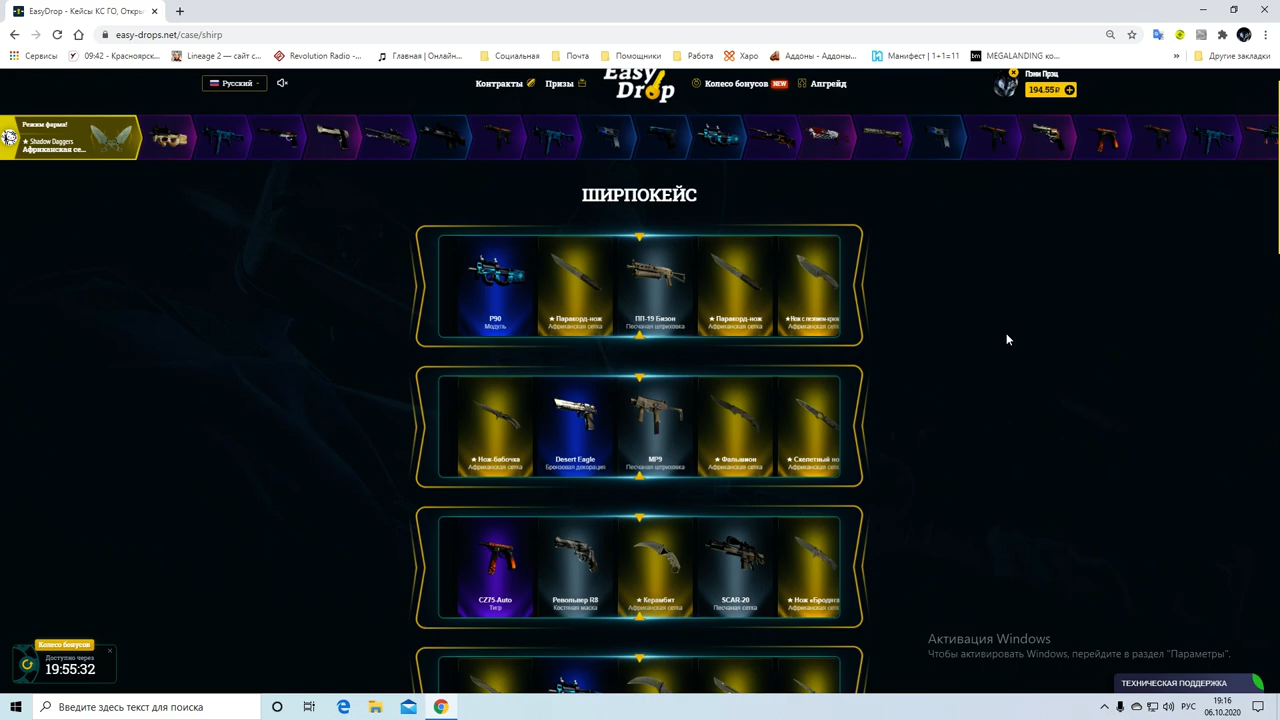 EasyDrop - Кейсы КС ГО, Откры
easy-drops.net/case/shirp
Сервисы
09:42 - Красноярск...
Lineage 2 — сайт с...
Revolution Radio -...
Главная | Онлайн...
Социальная
Почта
Помощники
Работа
Харо
Аддоны - Аддоны...
Манифест | 1+1=11
MEGALANDING ко...
»
Другие закладки
Русский
Контракты
Призы
Easy
Drop
Колесо бонусов NEW
Апгрейд
Пэни Прэц
194.55₽
Режим фарма!
★ Shadow Daggers
Африканская се...
ШИРПОКЕЙС
P90
Модуль
★ Паракорд-нож
Африканская сетка
ПП-19 Бизон
Песчаная штриховка
★ Паракорд-нож
Африканская сетка
★ Нож с лезвием-крюк
Африканская сетк
★ Нож-бабочка
Африканская сетка
Desert Eagle
Бронзовая декорация
MP9
Песчаная штриховка
★ Фальшион
Африканская сетка
★ Скелетный но
Африканская сетк
CZ75-Auto
Тигр
Револьвер R8
Костяная маска
★ Керамбит
Африканская сетка
SCAR-20
Песчаная сетка
★ Нож «Бродяга
Африканская сетк
Колесо бонусов
Доступно через
19:55:32
Активация Windows
Чтобы активировать Windows, перейдите в раздел "Параметры".
ТЕХНИЧЕСКАЯ ПОДДЕРЖКА
Введите здесь текст для поиска
РУС
19:16
06.10.2020